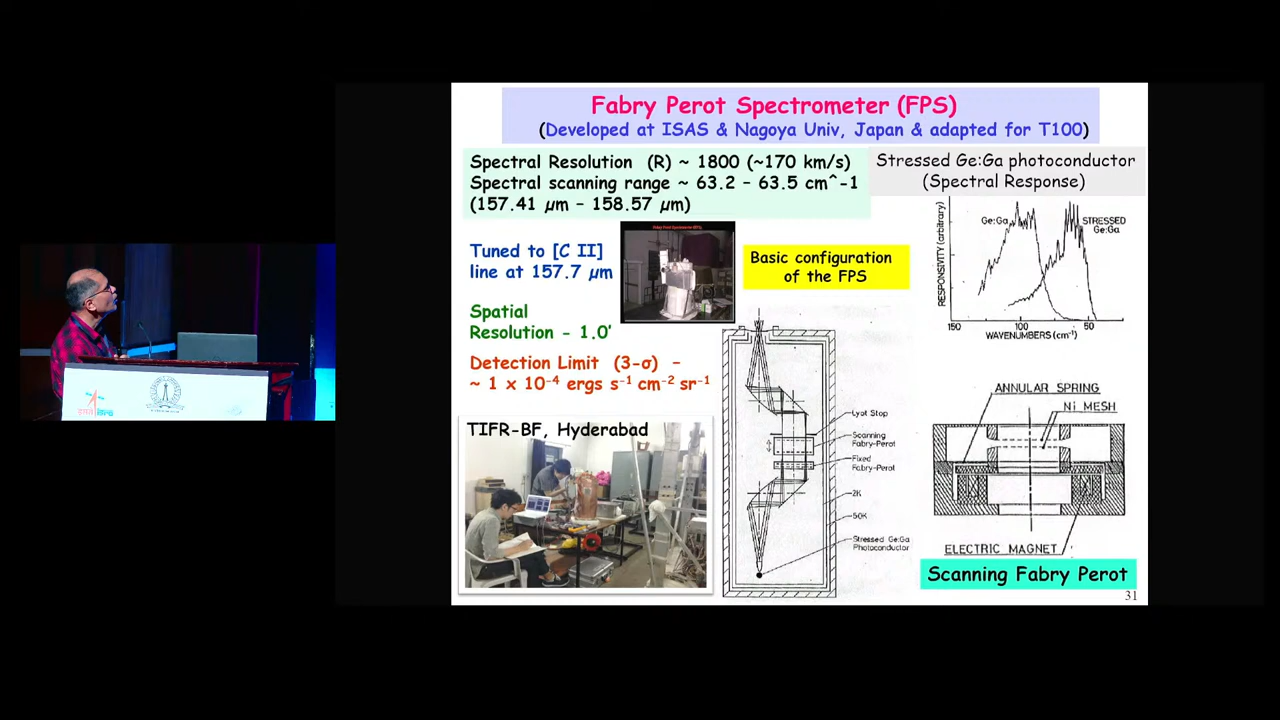 Fabry Perot Spectrometer (FPS)
(Developed at ISAS & Nagoya Univ, Japan & adapted for T100)
Spectral Resolution (R) ~ 1800 (~170 km/s)
Spectral scanning range ~ 63.2 – 63.5 cm^-1
(157.41 µm – 158.57 µm)
Stressed Ge:Ga photoconductor
(Spectral Response)
Tuned to [C II]
line at 157.7 µm
Spatial
Resolution – 1.0′
Detection Limit (3-σ) –
~ 1 x 10⁻⁴ ergs s⁻¹ cm⁻² sr⁻¹
Basic configuration
of the FPS
RESPONSIVITY (arbitrary)
Ge:Ga
STRESSED
Ge:Ga
150
100
50
WAVENUMBERS (cm⁻¹)
TIFR-BF, Hyderabad
Lyot Stop
Scanning
Fabry-Perot
Fixed
Fabry-Perot
2K
50K
Stressed Ge:Ga
Photoconductor
ANNULAR SPRING
Ni MESH
ELECTRIC MAGNET
Scanning Fabry Perot
31